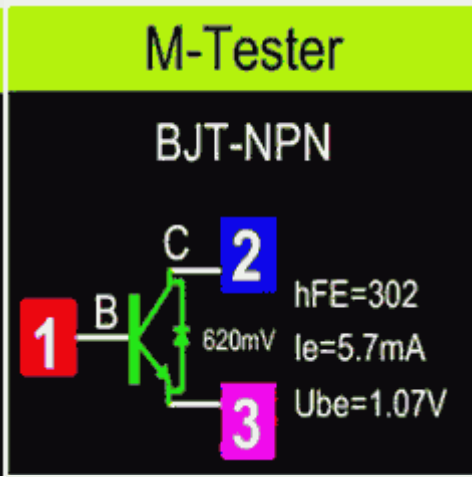 M-Tester
BJT-NPN
C
2
hFE=302
1
B
620mV
Ie=5.7mA
Ube=1.07V
3